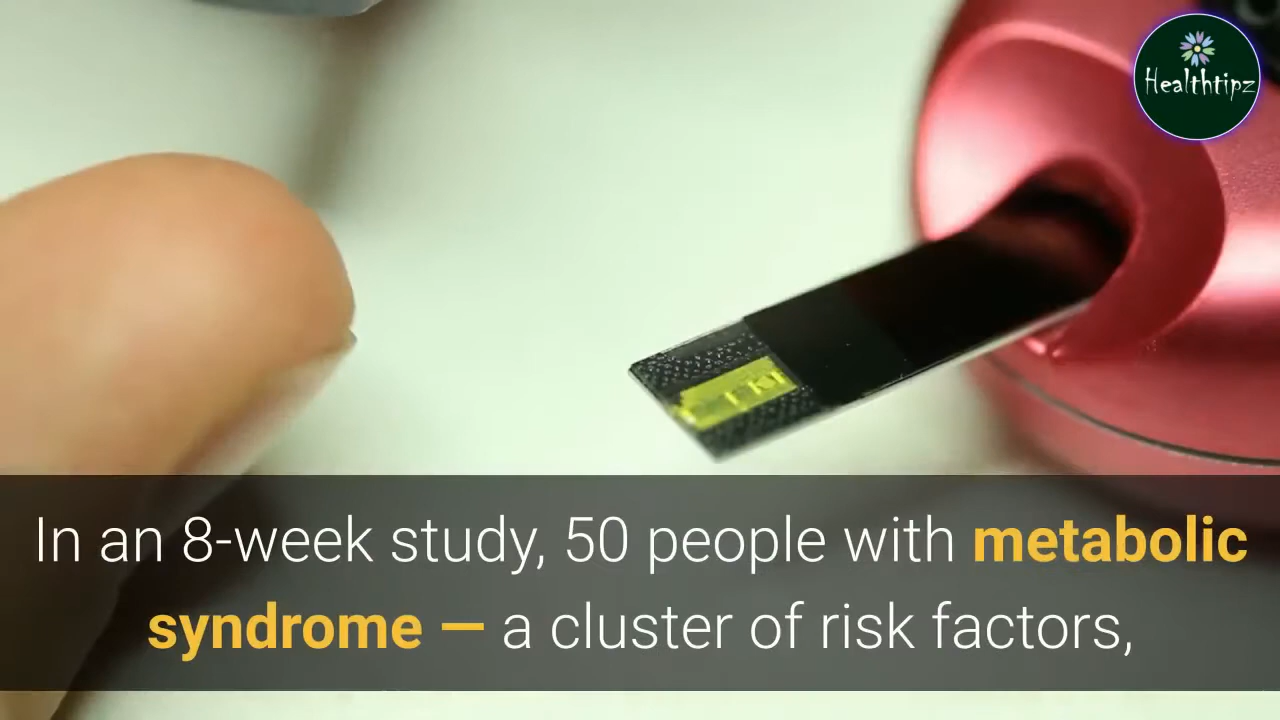 Healthtipz
In an 8-week study, 50 people with metabolic
syndrome — a cluster of risk factors,